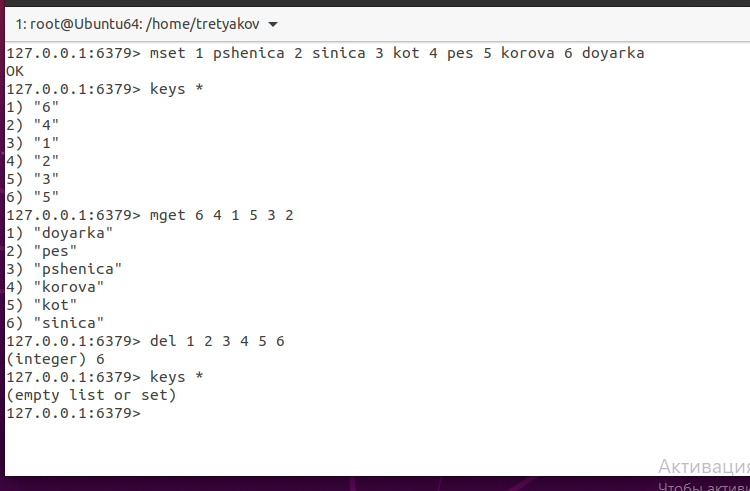 1: root@Ubuntu64: /home/tretyakov
127.0.0.1:6379> mset 1 pshenica 2 sinica 3 kot 4 pes 5 korova 6 doyarka
OK
127.0.0.1:6379> keys *
1) "6"
2) "4"
3) "1"
4) "2"
5) "3"
6) "5"
127.0.0.1:6379> mget 6 4 1 5 3 2
1) "doyarka"
2) "pes"
3) "pshenica"
4) "korova"
5) "kot"
6) "sinica"
127.0.0.1:6379> del 1 2 3 4 5 6
(integer) 6
127.0.0.1:6379> keys *
(empty list or set)
127.0.0.1:6379>
Активация
Чтобы